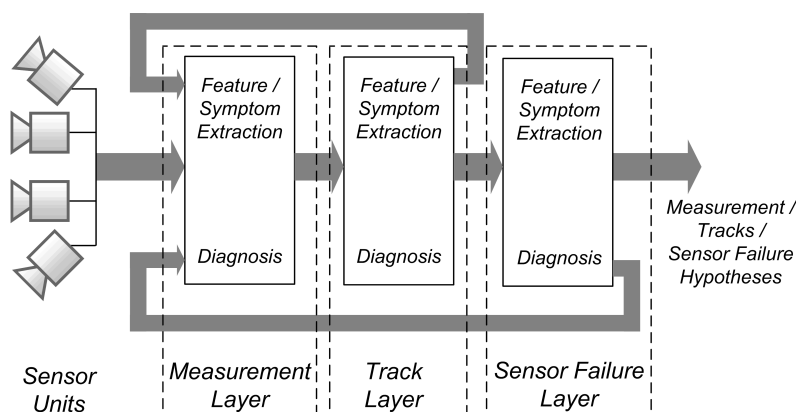 Feature /
Symptom
Extraction
Diagnosis
Feature /
Symptom
Extraction
Diagnosis
Feature /
Symptom
Extraction
Diagnosis
Measurement /
Tracks /
Sensor Failure
Hypotheses
Sensor
Units
Measurement
Layer
Track
Layer
Sensor Failure
Layer